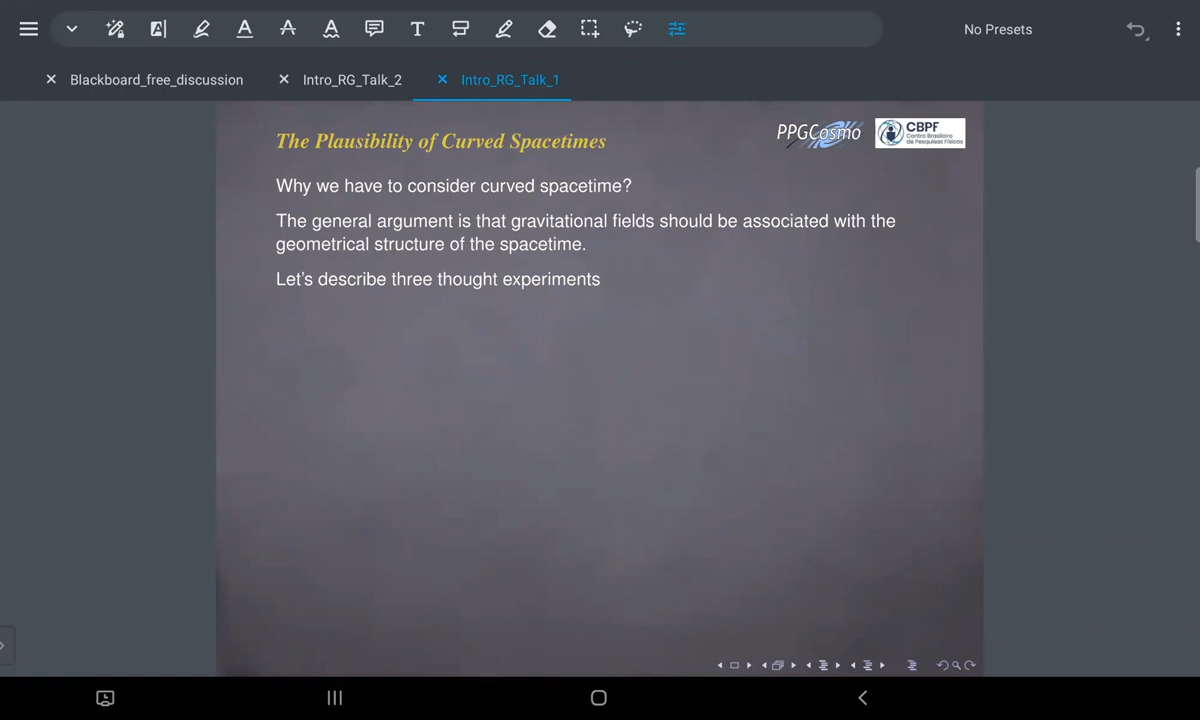 No Presets
Blackboard_free_discussion
Intro_RG_Talk_2
Intro_RG_Talk_1
The Plausibility of Curved Spacetimes
PPGCosmo
CBPF
Centro Brasileiro
de Pesquisas Físicas
Why we have to consider curved spacetime?
The general argument is that gravitational fields should be associated with the
geometrical structure of the spacetime.
Let's describe three thought experiments